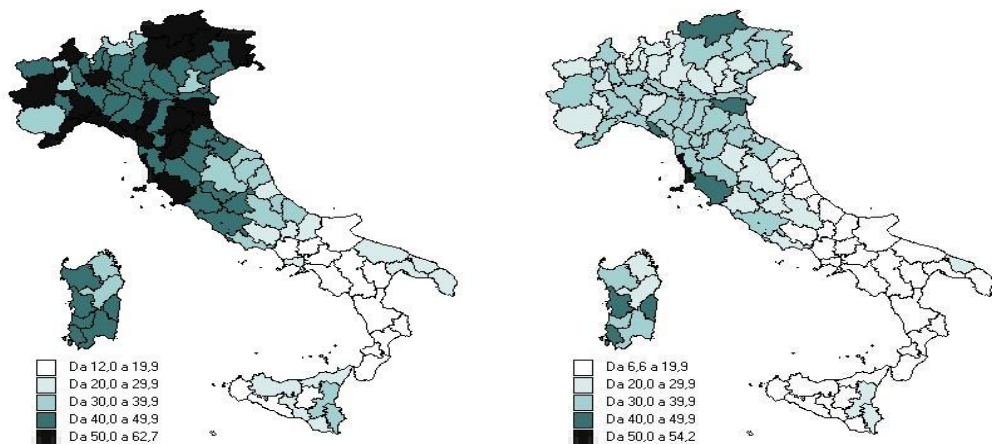 Da 12,0 a 19,9
Da 20,0 a 29,9
Da 30,0 a 39,9
Da 40,0 a 49,9
Da 50,0 a 62,7
Da 6,6 a 19,9
Da 20,0 a 29,9
Da 30,0 a 39,9
Da 40,0 a 49,9
Da 50,0 a 54,2